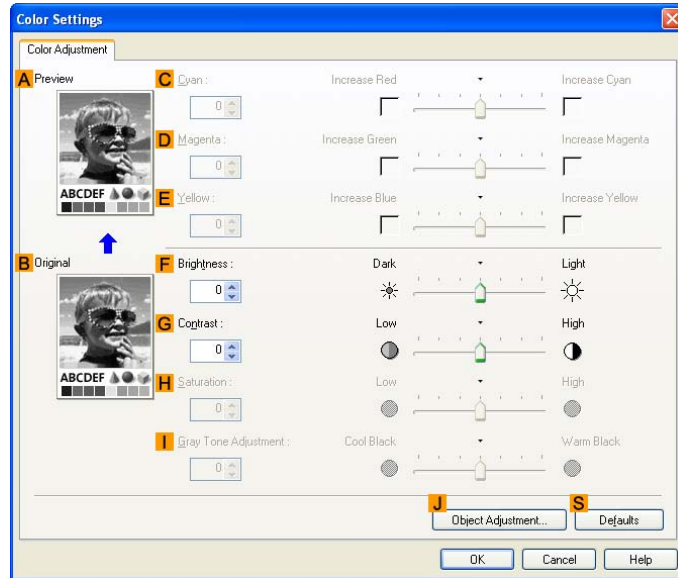 Color Settings
Color Adjustment
A Preview
C Cyan : Increase Red Increase Cyan
0
D Magenta : Increase Green Increase Magenta
0
ABCDEF
E Yellow : Increase Blue Increase Yellow
0
B Original
F Brightness : Dark Light
0
G Contrast : Low High
0
ABCDEF
H Saturation : Low High
0
I Gray Tone Adjustment : Cool Black Warm Black
0
J S
Object Adjustment... Defaults
OK Cancel Help